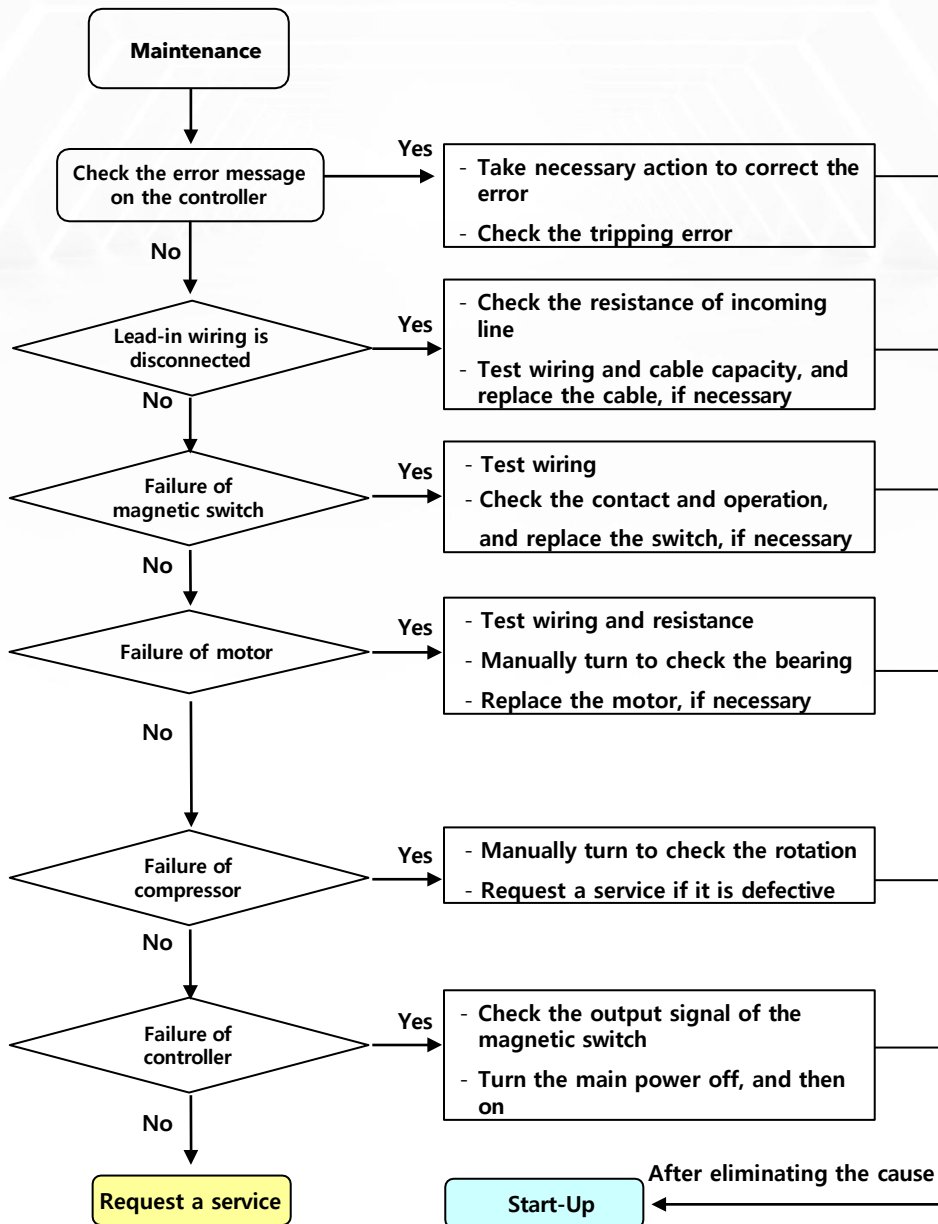 Maintenance
Check the error message
on the controller
Yes
- Take necessary action to correct the
error
- Check the tripping error
No
Lead-in wiring is
disconnected
Yes
- Check the resistance of incoming
line
- Test wiring and cable capacity, and
replace the cable, if necessary
No
Failure of
magnetic switch
Yes
- Test wiring
- Check the contact and operation,
and replace the switch, if necessary
No
Failure of motor
Yes
- Test wiring and resistance
- Manually turn to check the bearing
- Replace the motor, if necessary
No
Failure of
compressor
Yes
- Manually turn to check the rotation
- Request a service if it is defective
No
Failure of
controller
Yes
- Check the output signal of the
magnetic switch
- Turn the main power off, and then
on
No
Request a service
Start-Up
After eliminating the cause